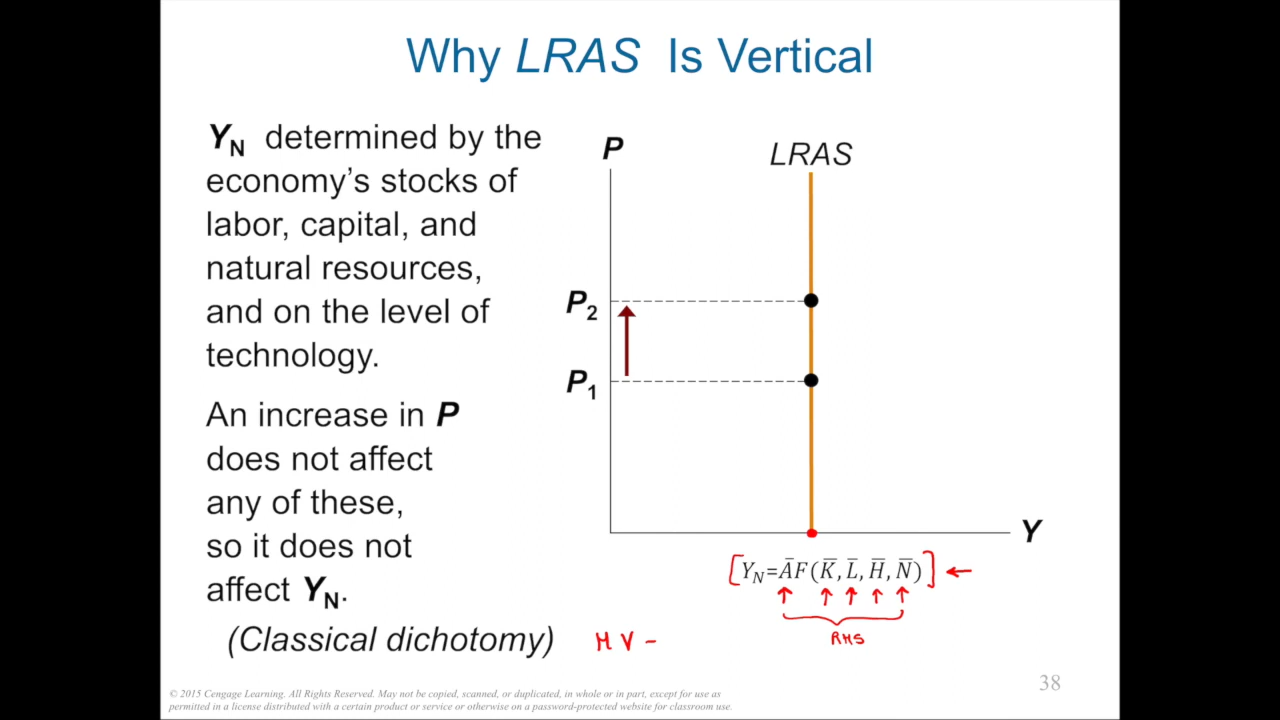 Why LRAS Is Vertical
Y_N determined by the
economy's stocks of
labor, capital, and
natural resources,
and on the level of
technology.
An increase in P
does not affect
any of these,
so it does not
affect Y_N.
(Classical dichotomy)
P
LRAS
P₂
P₁
Y
[Y_N=ĀF(K̄, L̄, H̄, N̄)] ←
↑ ↑ ↑ ↑ ↑
RHS
M V –
38
© 2015 Cengage Learning. All Rights Reserved. May not be copied, scanned, or duplicated, in whole or in part, except for use as
permitted in a license distributed with a certain product or service or otherwise on a password-protected website for classroom use.